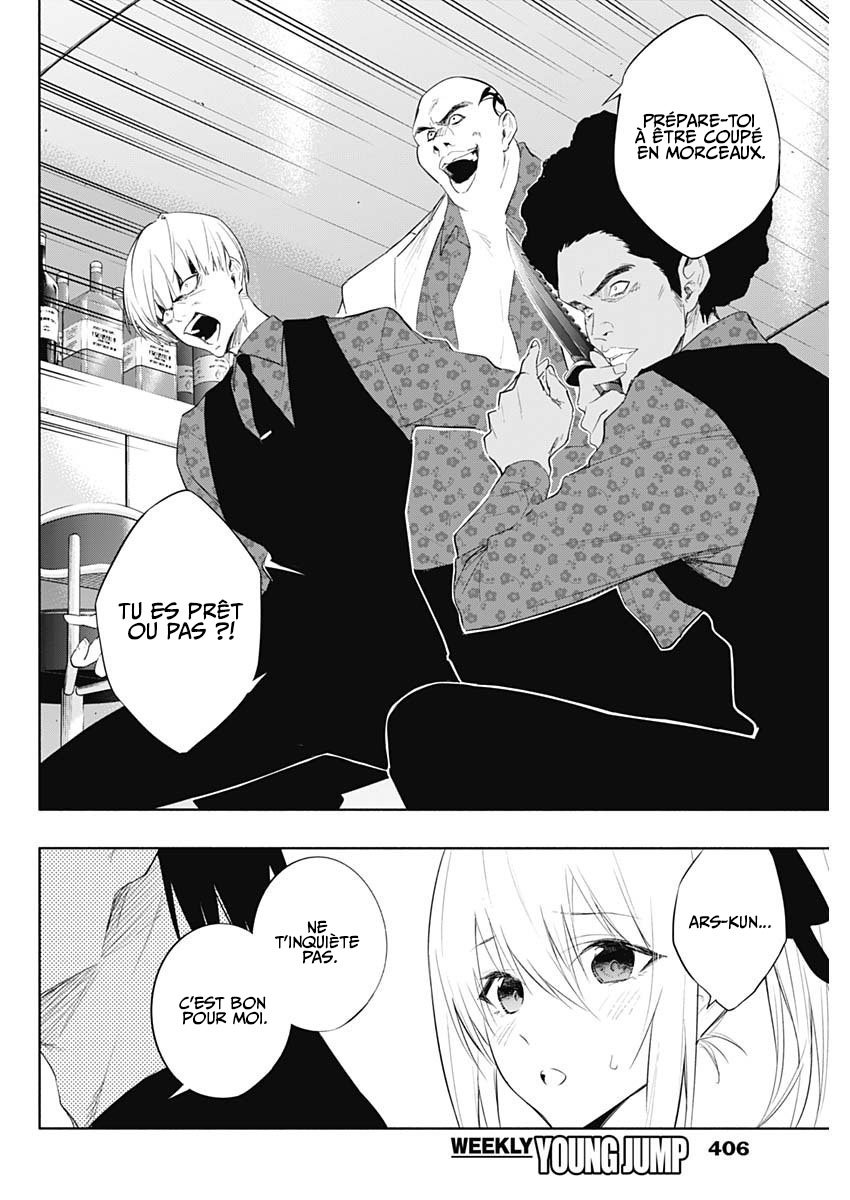 PRÉPARE-TOI
À ÊTRE COUPÉ
EN MORCEAUX.
TU ES PRÊT
OU PAS ?!
ARS-KUN...
NE
T'INQUIÈTE
PAS.
C'EST BON
POUR MOI.
WEEKLY YOUNG JUMP 406